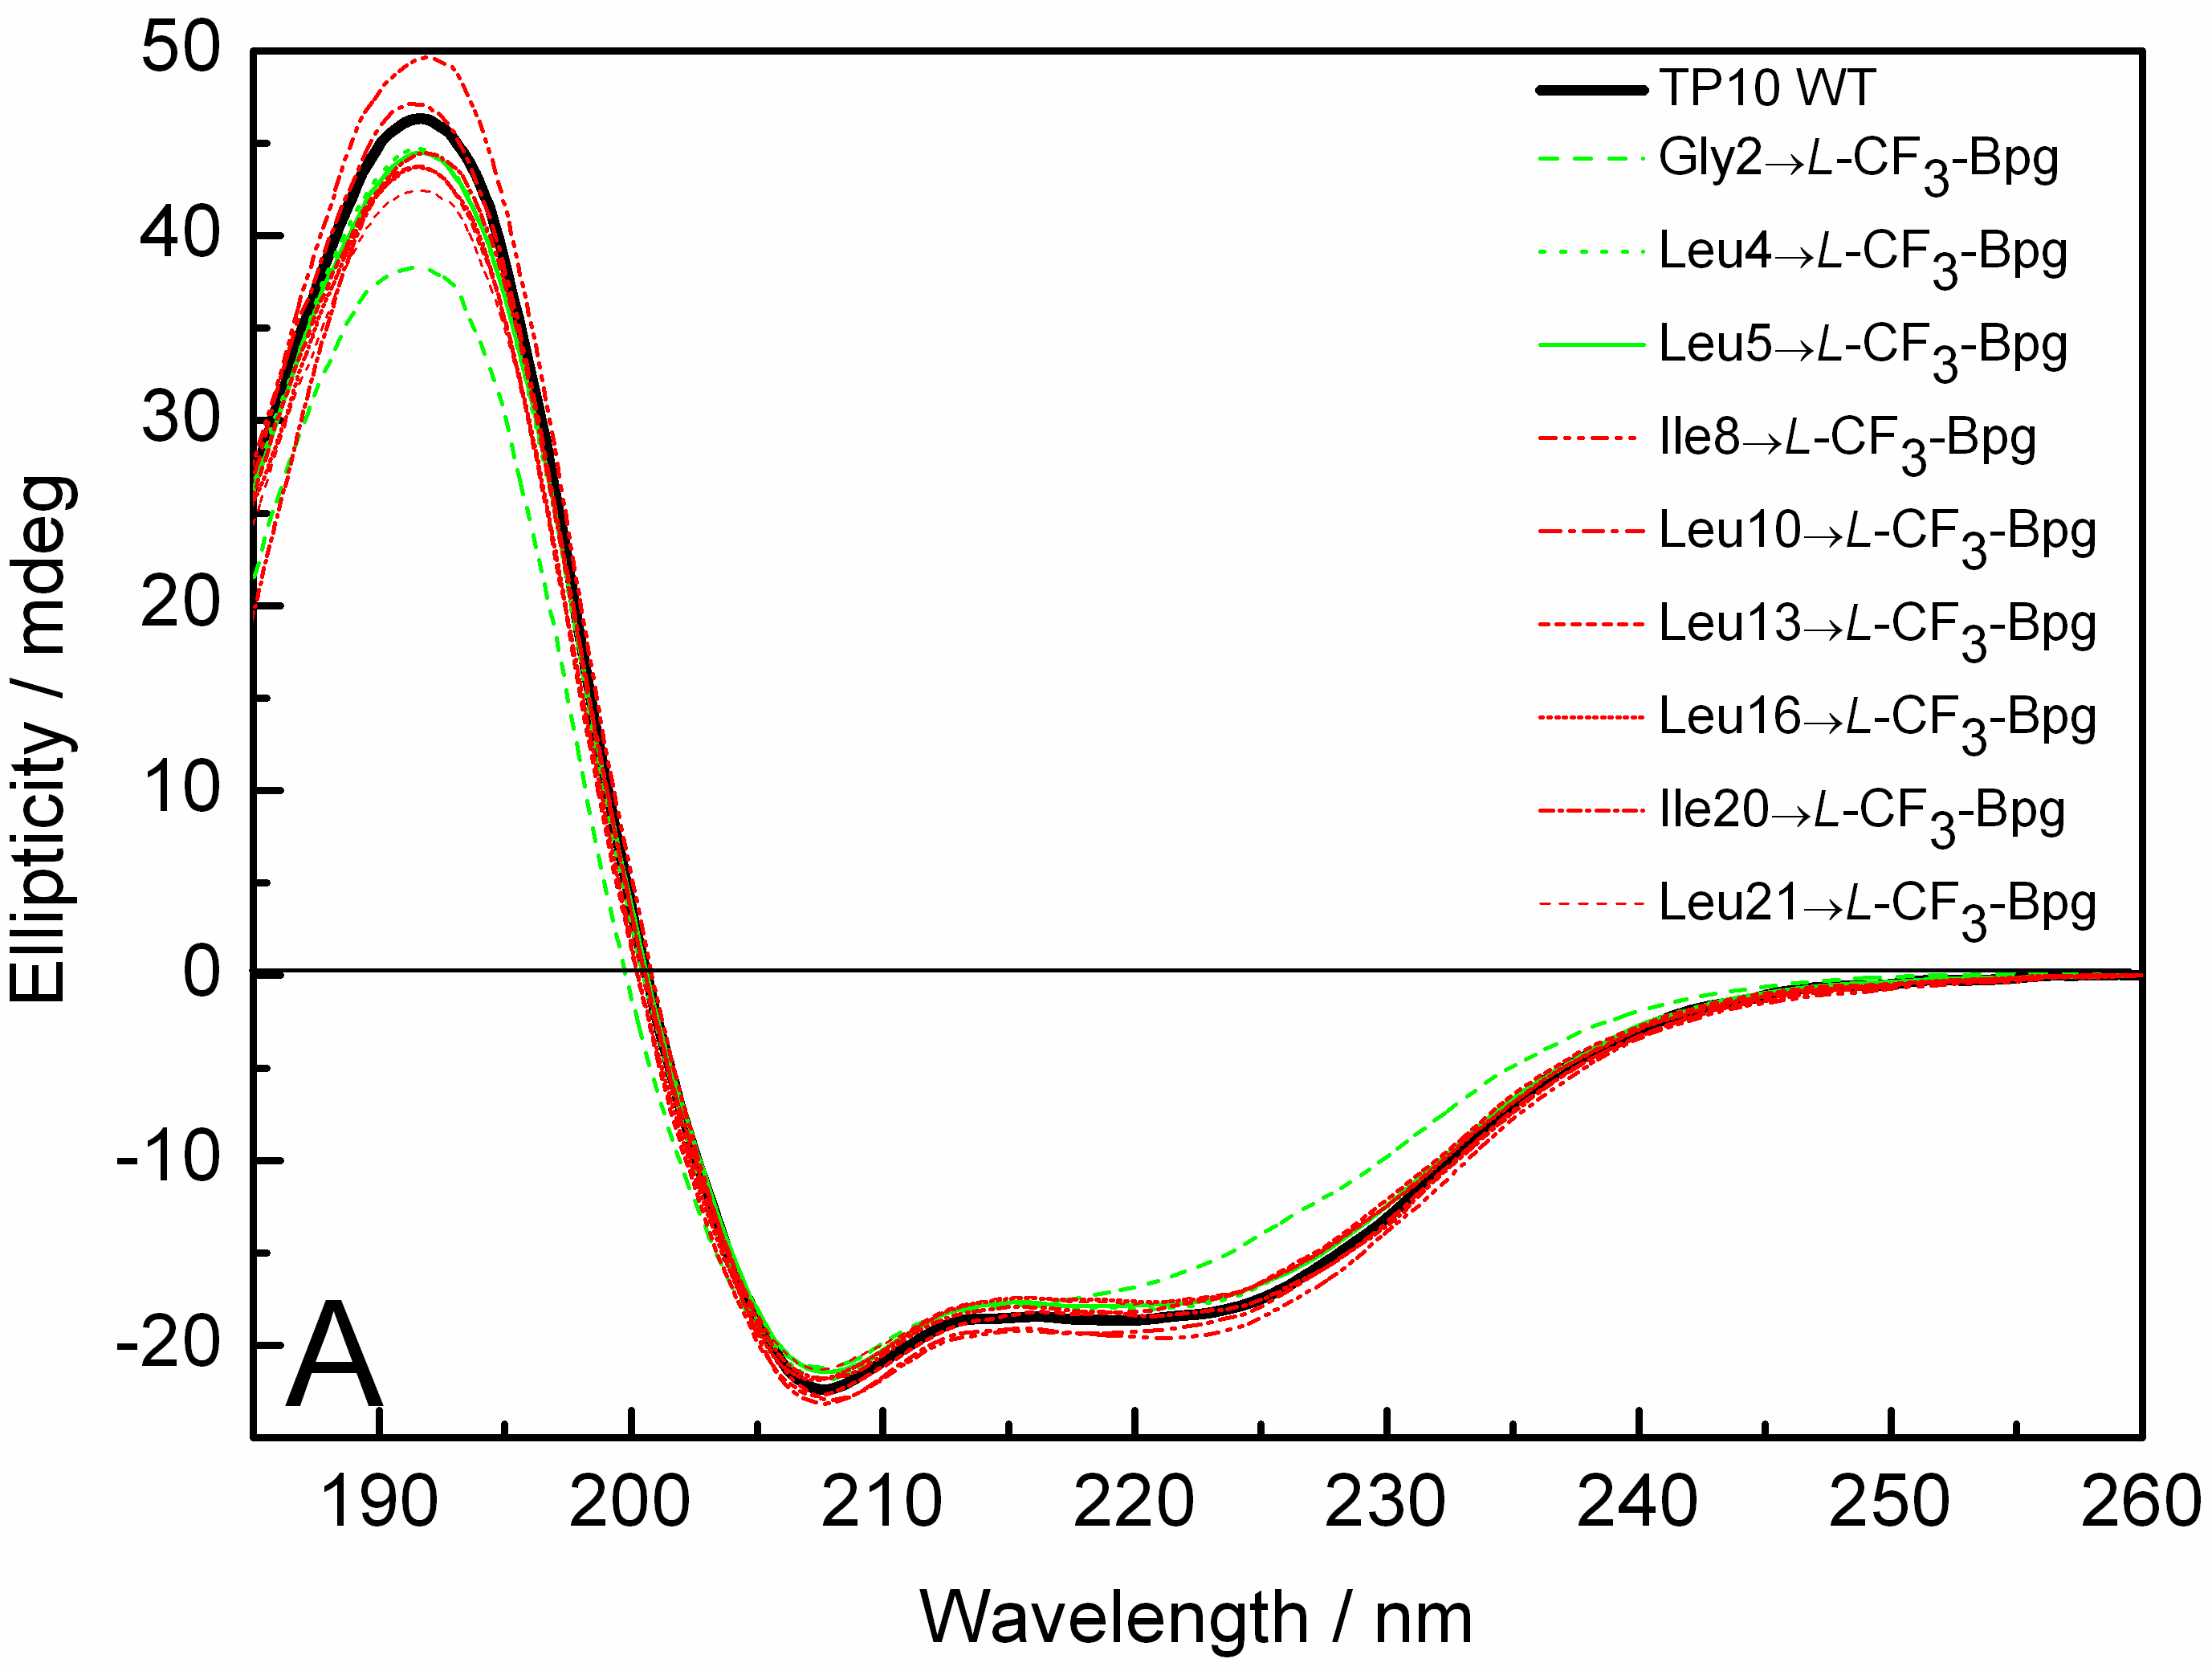 50
40
30
20
10
0
-10
-20
Ellipticity / mdeg
TP10 WT
Gly2→L-CF3-Bpg
Leu4→L-CF3-Bpg
Leu5→L-CF3-Bpg
Ile8→L-CF3-Bpg
Leu10→L-CF3-Bpg
Leu13→L-CF3-Bpg
Leu16→L-CF3-Bpg
Ile20→L-CF3-Bpg
Leu21→L-CF3-Bpg
A
190 200 210 220 230 240 250 260
Wavelength / nm